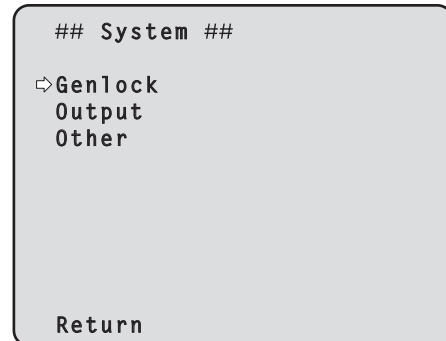 ## System ##
⇨Genlock
Output
Other
Return